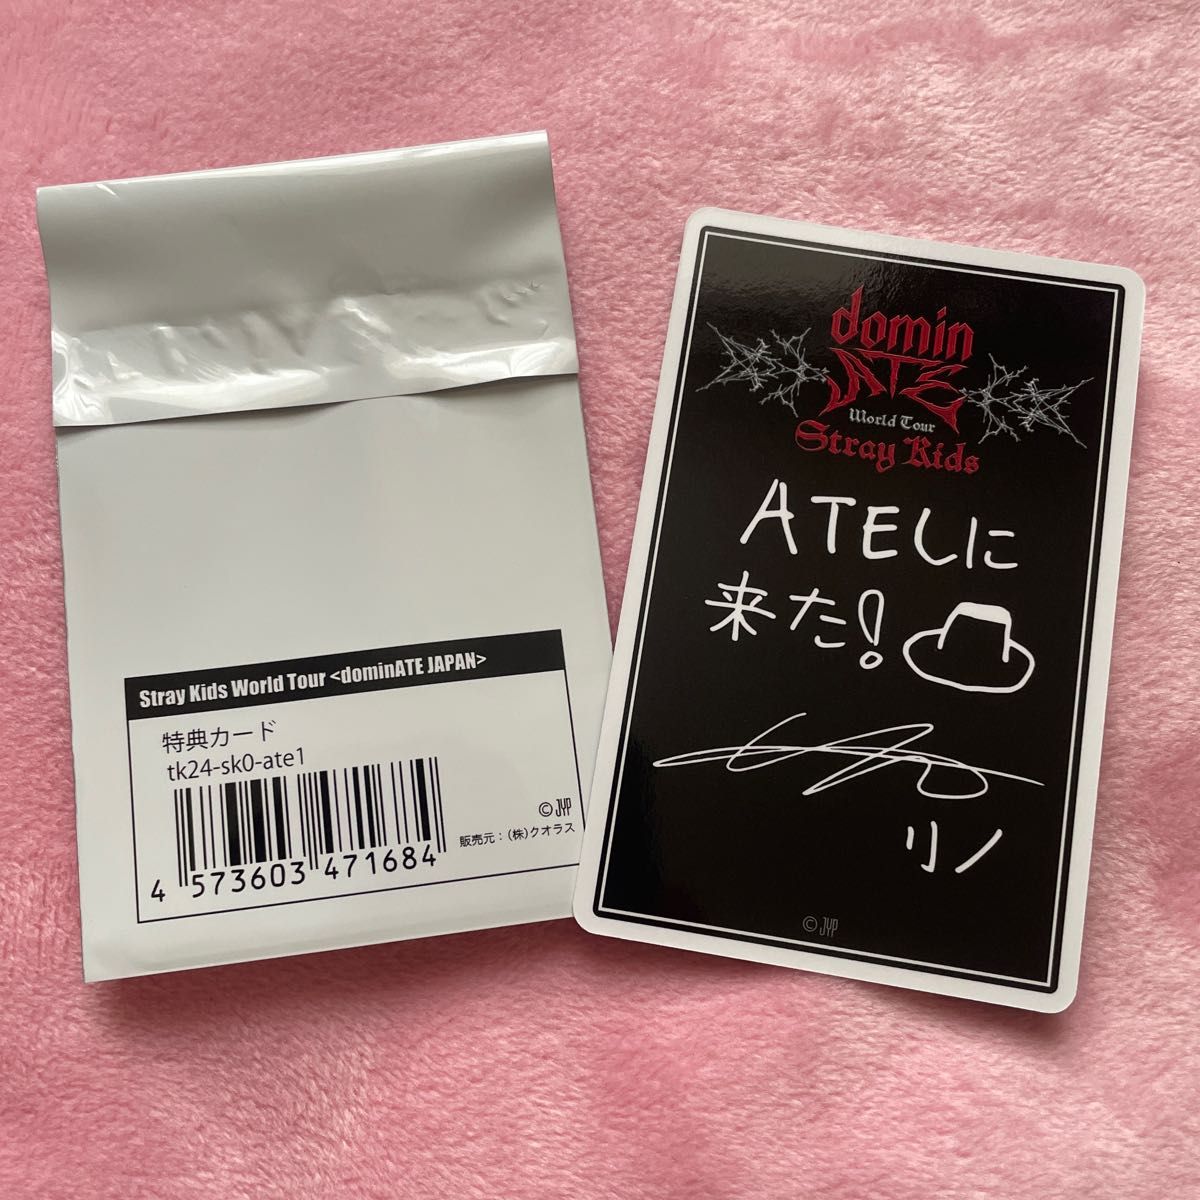 Stray Kids World Tour <dominATE JAPAN>
特典カード
tk24-sk0-ate1
© JYP
販売元：(株)クオラス
4 573603 471684
domin
ATE
World Tour
Stray Kids
ATEしに
来た!
リノ
© JYP